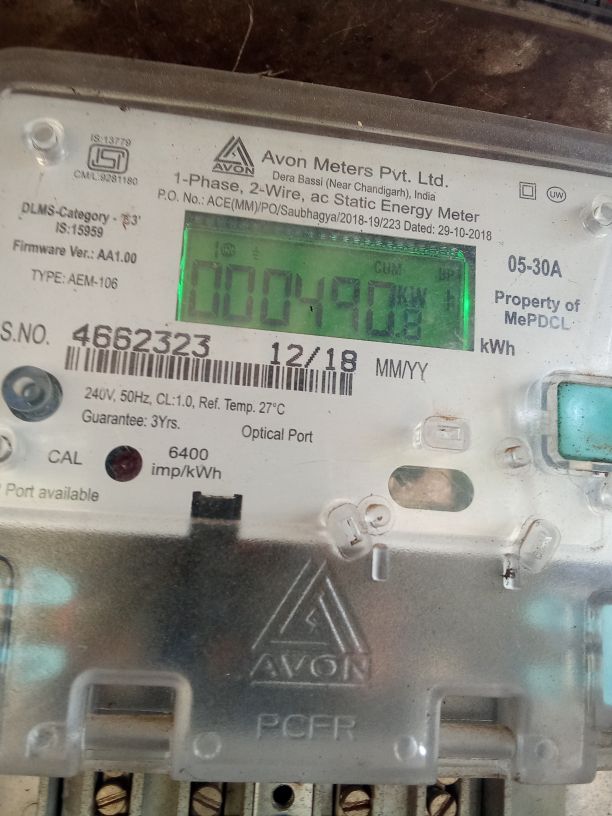 IS:13779
CM/L:9281180
AVON
Avon Meters Pvt. Ltd.
Dera Bassi (Near Chandigarh), India
1-Phase, 2-Wire, ac Static Energy Meter
P.O. No.: ACE(MM)/PO/Saubhagya/2018-19/223 Dated: 29-10-2018
UW
DLMS-Category -
IS:15959
Firmware Ver.: AA1.00
TYPE: AEM-106
CUM
000490.8
kWh
05-30A
Property of
MePDCL
S.NO. 4662323 12/18 MM/YY
240V, 50Hz, CL:1.0, Ref. Temp. 27°C
Guarantee: 3Yrs.
Optical Port
CAL
6400
imp/kWh
Port available
AVON